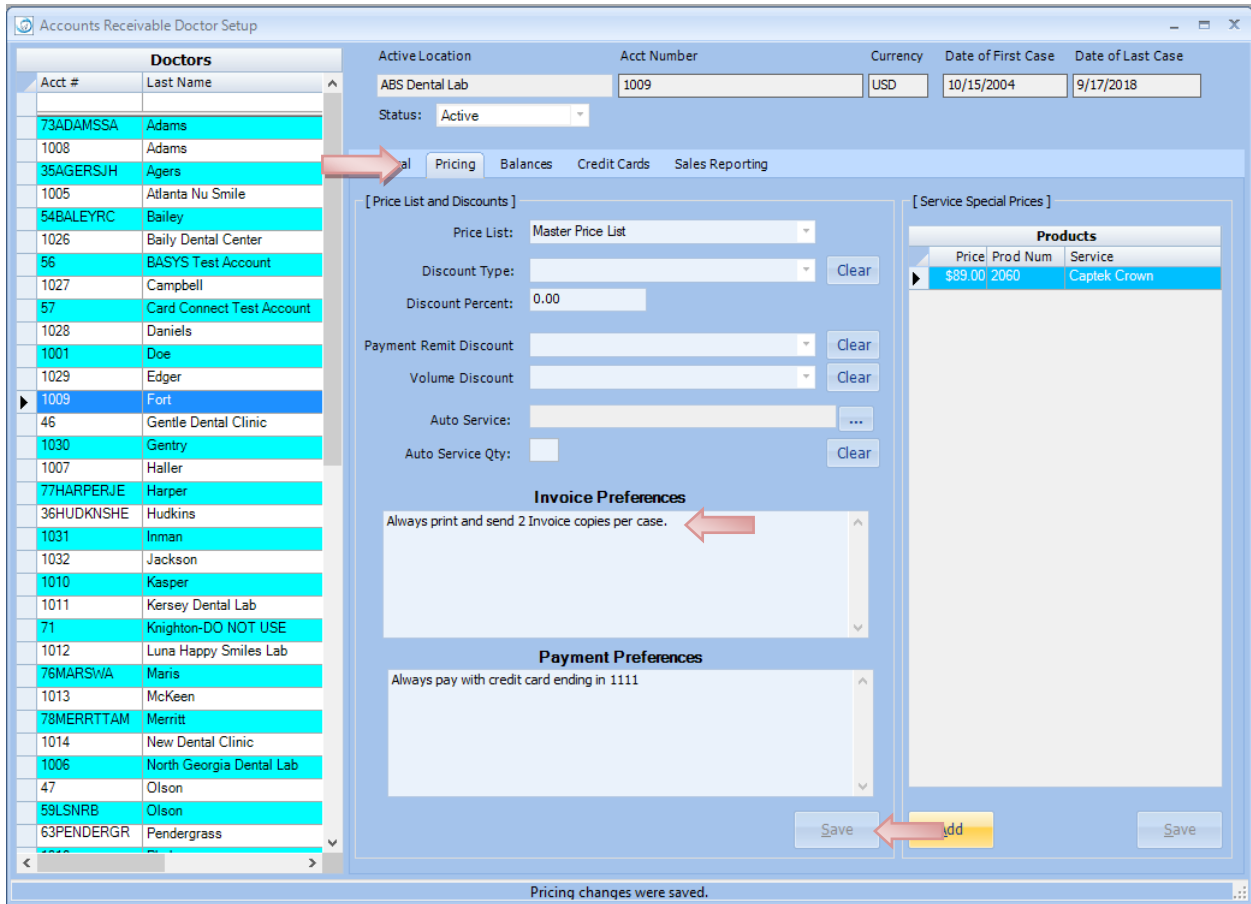 Accounts Receivable Doctor Setup
Doctors
Acct # Last Name
73ADAMSSA Adams
1008 Adams
35AGERSJH Agers
1005 Atlanta Nu Smile
54BALEYRC Bailey
1026 Baily Dental Center
56 BASYS Test Account
1027 Campbell
57 Card Connect Test Account
1028 Daniels
1001 Doe
1029 Edger
1009 Fort
46 Gentle Dental Clinic
1030 Gentry
1007 Haller
77HARPERJE Harper
36HUDKNSHE Hudkins
1031 Inman
1032 Jackson
1010 Kasper
1011 Kersey Dental Lab
71 Knighton-DO NOT USE
1012 Luna Happy Smiles Lab
76MARSWA Maris
1013 McKeen
78MERRTTAM Merritt
1014 New Dental Clinic
1006 North Georgia Dental Lab
47 Olson
59LSNRB Olson
63PENDERGR Pendergrass
Active Location Acct Number Currency Date of First Case Date of Last Case
ABS Dental Lab 1009 USD 10/15/2004 9/17/2018
Status: Active
al Pricing Balances Credit Cards Sales Reporting
[ Price List and Discounts ]
Price List: Master Price List
Discount Type: Clear
Discount Percent: 0.00
Payment Remit Discount Clear
Volume Discount Clear
Auto Service: ...
Auto Service Qty: Clear
Invoice Preferences
Always print and send 2 Invoice copies per case.
Payment Preferences
Always pay with credit card ending in 1111
Save
[ Service Special Prices ]
Products
Price Prod Num Service
$89.00 2060 Captek Crown
dd Save
Pricing changes were saved.